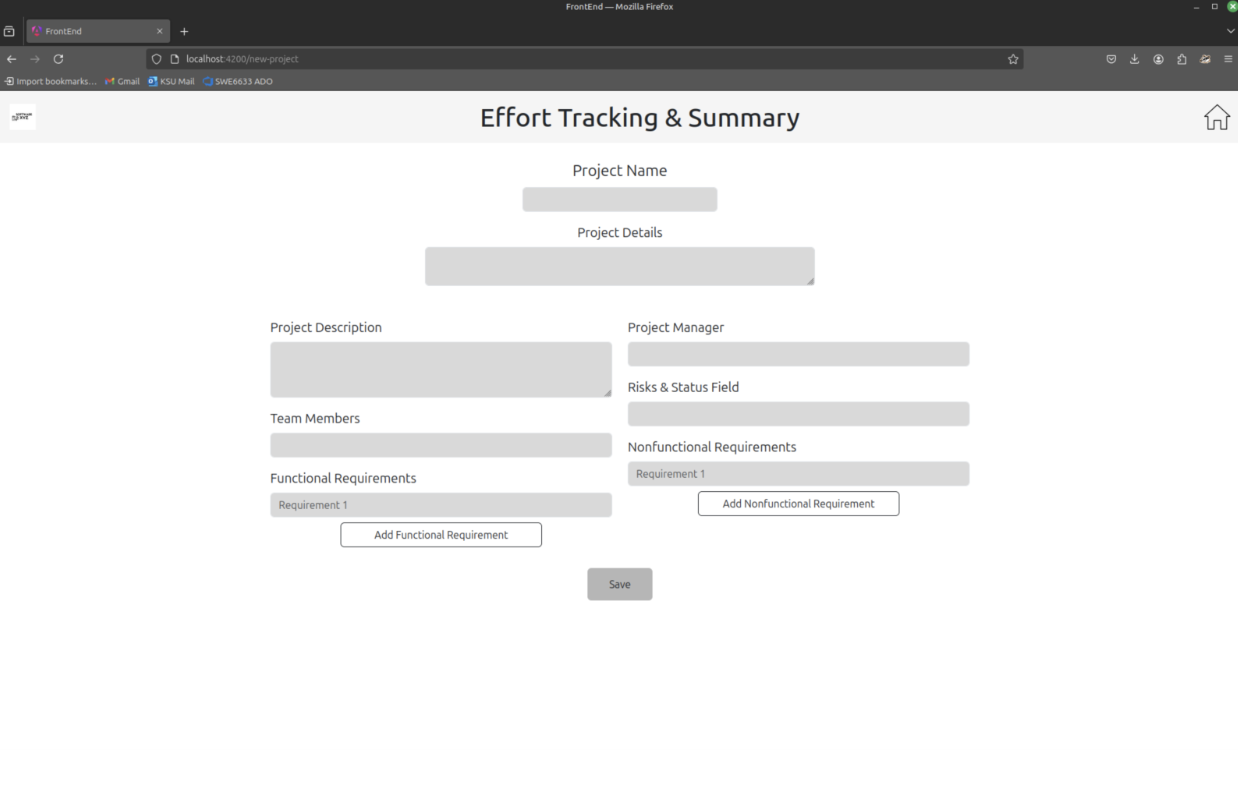 FrontEnd — Mozilla Firefox
FrontEnd
localhost:4200/new-project
Import bookmarks... Gmail KSU Mail SWE6633 ADO
Effort Tracking & Summary
Project Name
Project Details
Project Description
Team Members
Functional Requirements
Requirement 1
Add Functional Requirement
Project Manager
Risks & Status Field
Nonfunctional Requirements
Requirement 1
Add Nonfunctional Requirement
Save